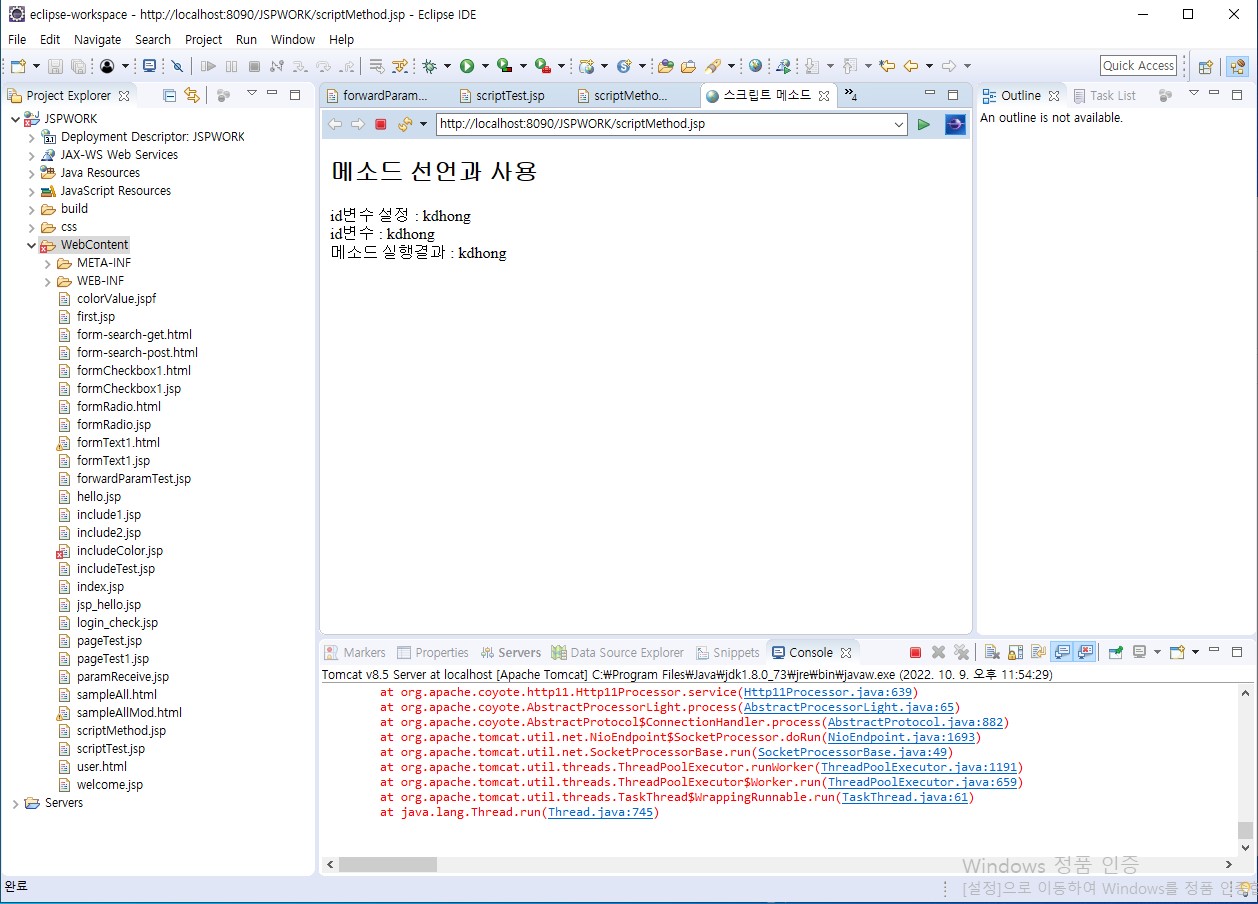 eclipse-workspace - http://localhost:8090/JSPWORK/scriptMethod.jsp - Eclipse IDE
File Edit Navigate Search Project Run Window Help
Quick Access
Project Explorer
JSPWORK
Deployment Descriptor: JSPWORK
JAX-WS Web Services
Java Resources
JavaScript Resources
build
css
WebContent
META-INF
WEB-INF
colorValue.jspf
first.jsp
form-search-get.html
form-search-post.html
formCheckbox1.html
formCheckbox1.jsp
formRadio.html
formRadio.jsp
formText1.html
formText1.jsp
forwardParamTest.jsp
hello.jsp
include1.jsp
include2.jsp
includeColor.jsp
includeTest.jsp
index.jsp
jsp_hello.jsp
login_check.jsp
pageTest.jsp
pageTest1.jsp
paramReceive.jsp
sampleAll.html
sampleAllMod.html
scriptMethod.jsp
scriptTest.jsp
user.html
welcome.jsp
Servers
forwardParam... scriptTest.jsp scriptMetho... 스크립트 메소드 »4
http://localhost:8090/JSPWORK/scriptMethod.jsp
메소드 선언과 사용
id변수 설정 : kdhong
id변수 : kdhong
메소드 실행결과 : kdhong
Outline Task List
An outline is not available.
Markers Properties Servers Data Source Explorer Snippets Console
Tomcat v8.5 Server at localhost [Apache Tomcat] C:₩Program Files₩Java₩jdk1.8.0_73₩jre₩bin₩javaw.exe (2022. 10. 9. 오후 11:54:29)
at org.apache.coyote.http11.Http11Processor.service(Http11Processor.java:639)
at org.apache.coyote.AbstractProcessorLight.process(AbstractProcessorLight.java:65)
at org.apache.coyote.AbstractProtocol$ConnectionHandler.process(AbstractProtocol.java:882)
at org.apache.tomcat.util.net.NioEndpoint$SocketProcessor.doRun(NioEndpoint.java:1693)
at org.apache.tomcat.util.net.SocketProcessorBase.run(SocketProcessorBase.java:49)
at org.apache.tomcat.util.threads.ThreadPoolExecutor.runWorker(ThreadPoolExecutor.java:1191)
at org.apache.tomcat.util.threads.ThreadPoolExecutor$Worker.run(ThreadPoolExecutor.java:659)
at org.apache.tomcat.util.threads.TaskThread$WrappingRunnable.run(TaskThread.java:61)
at java.lang.Thread.run(Thread.java:745)
Windows 정품 인증
[설정]으로 이동하여 Windows를 정품 인증
완료